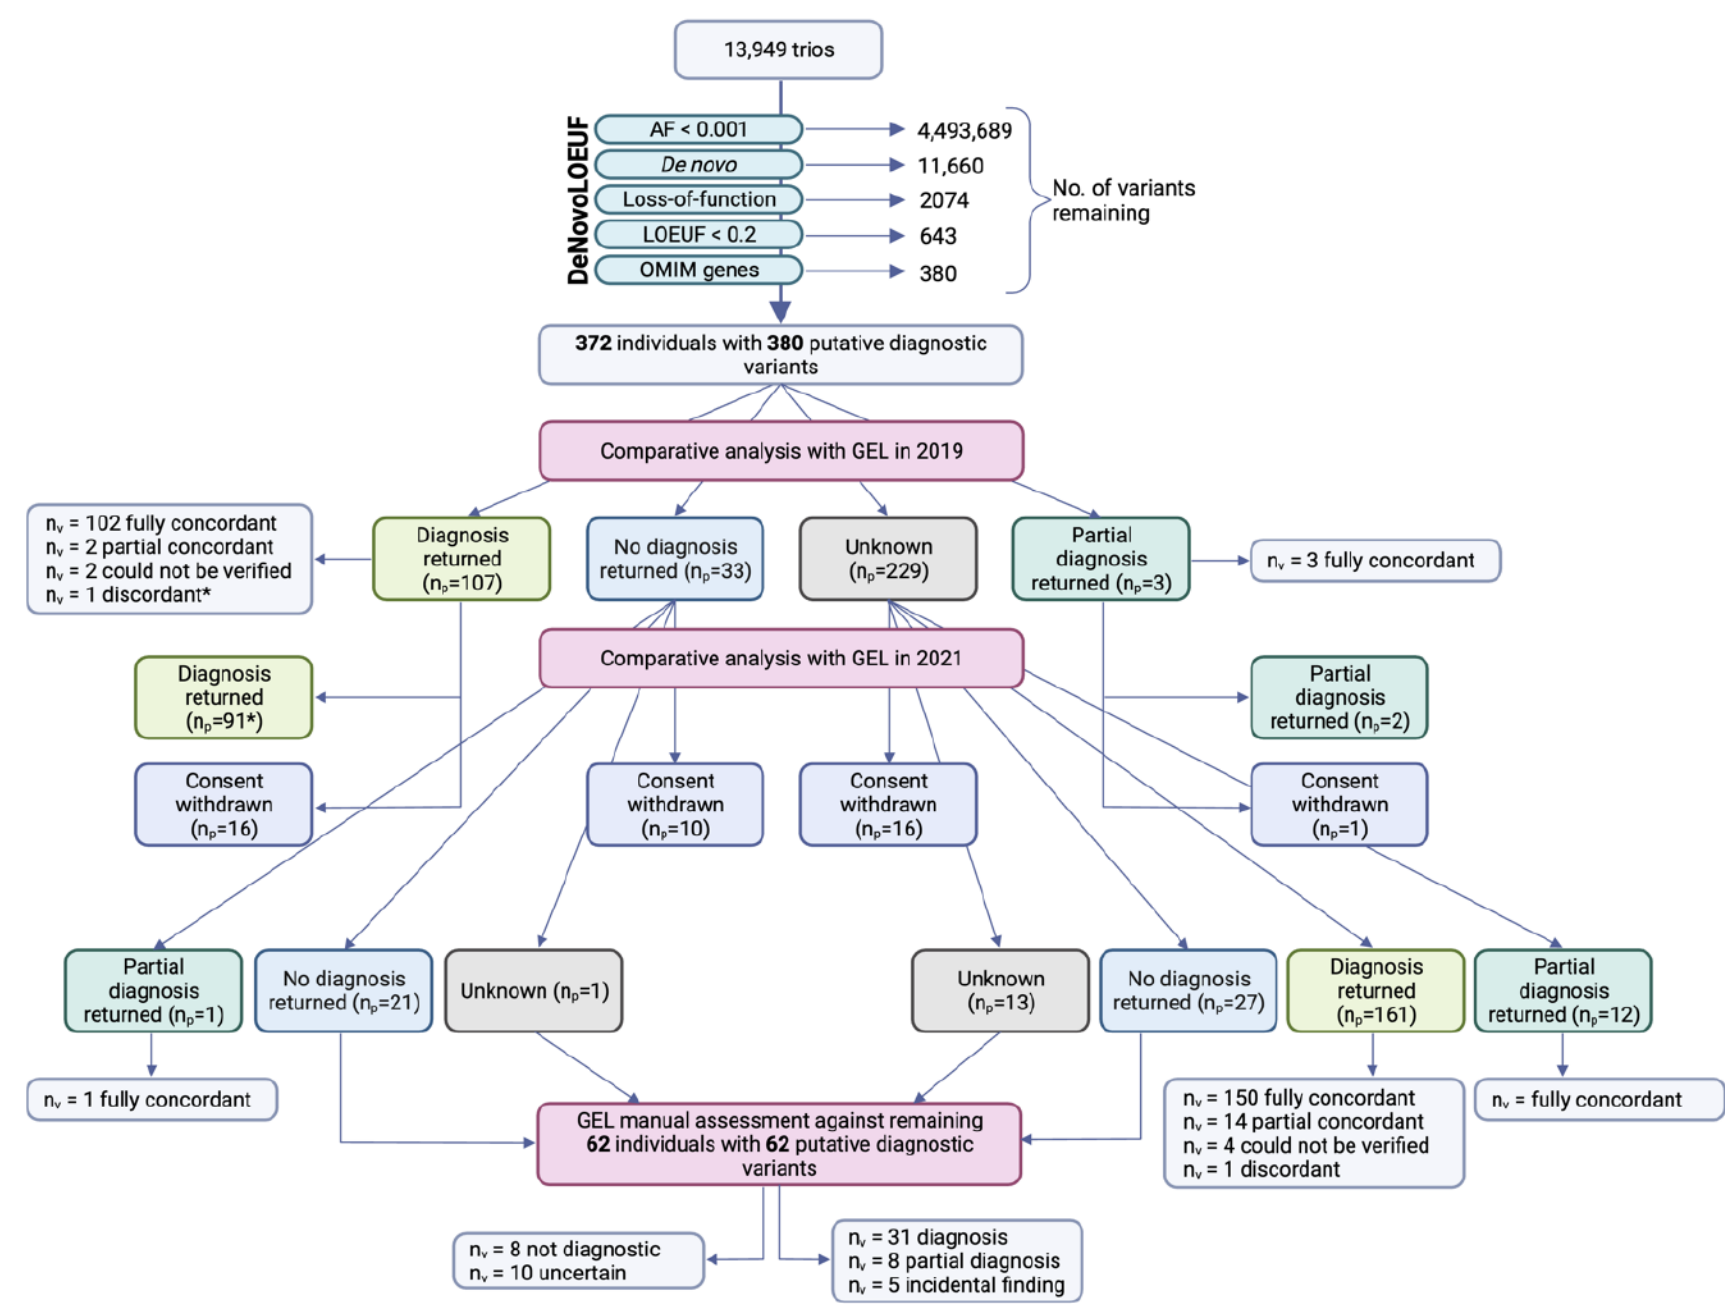 13,949 trios
DeNovoLOEUF
AF < 0.001
4,493,689
De novo
11,660
Loss-of-function
2074
LOEUF < 0.2
643
OMIM genes
380
No. of variants
remaining
372 individuals with 380 putative diagnostic
variants
Comparative analysis with GEL in 2019
nᵥ = 102 fully concordant
nᵥ = 2 partial concordant
nᵥ = 2 could not be verified
nᵥ = 1 discordant*
Diagnosis
returned
(nₚ=107)
No diagnosis
returned (nₚ=33)
Unknown
(nₚ=229)
Partial
diagnosis
returned (nₚ=3)
nᵥ = 3 fully concordant
Comparative analysis with GEL in 2021
Diagnosis
returned
(nₚ=91*)
Partial
diagnosis
returned (nₚ=2)
Consent
withdrawn
(nₚ=16)
Consent
withdrawn
(nₚ=10)
Consent
withdrawn
(nₚ=16)
Consent
withdrawn
(nₚ=1)
Partial
diagnosis
returned (nₚ=1)
No diagnosis
returned (nₚ=21)
Unknown (nₚ=1)
Unknown
(nₚ=13)
No diagnosis
returned (nₚ=27)
Diagnosis
returned
(nₚ=161)
Partial
diagnosis
returned (nₚ=12)
nᵥ = 1 fully concordant
GEL manual assessment against remaining
62 individuals with 62 putative diagnostic
variants
nᵥ = 150 fully concordant
nᵥ = 14 partial concordant
nᵥ = 4 could not be verified
nᵥ = 1 discordant
nᵥ = fully concordant
nᵥ = 8 not diagnostic
nᵥ = 10 uncertain
nᵥ = 31 diagnosis
nᵥ = 8 partial diagnosis
nᵥ = 5 incidental finding